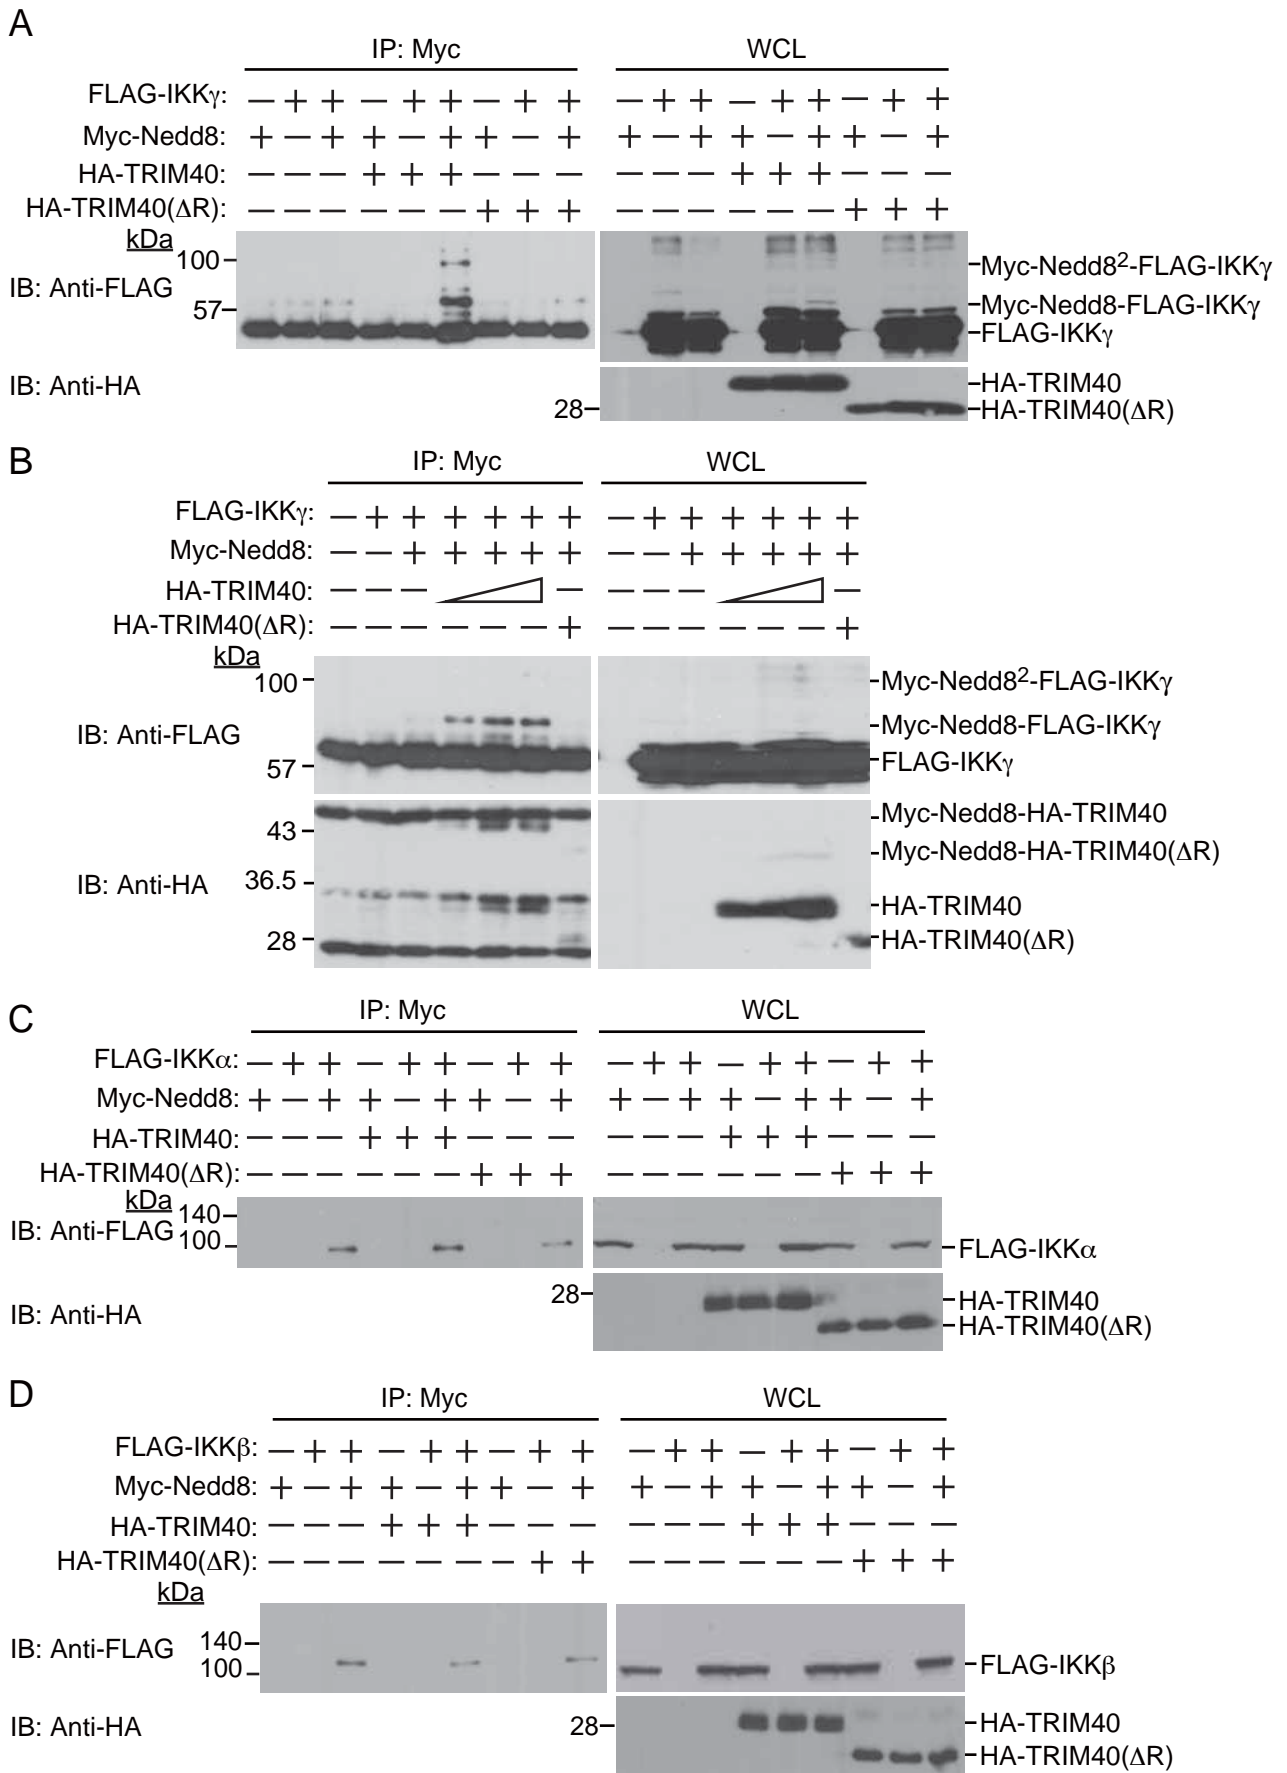 A
IP: Myc WCL
FLAG-IKKγ: — + + — + + — + + — + + — + + — + +
Myc-Nedd8: + — + + — + + — + + — + + — + + — +
HA-TRIM40: — — — + + + — — — — — — + + + — — —
HA-TRIM40(ΔR): — — — — — — + + + — — — — — — + + +
kDa
100
IB: Anti-FLAG
57
Myc-Nedd8²-FLAG-IKKγ
Myc-Nedd8-FLAG-IKKγ
FLAG-IKKγ
IB: Anti-HA
28
HA-TRIM40
HA-TRIM40(ΔR)
B
IP: Myc WCL
FLAG-IKKγ: — + + + + + + — + + + + + +
Myc-Nedd8: — — + + + + + — — + + + + +
HA-TRIM40: — — — — — — — —
HA-TRIM40(ΔR): — — — — — — + — — — — — — +
kDa
100
IB: Anti-FLAG
57
Myc-Nedd8²-FLAG-IKKγ
Myc-Nedd8-FLAG-IKKγ
FLAG-IKKγ
43
IB: Anti-HA
36.5
28
Myc-Nedd8-HA-TRIM40
Myc-Nedd8-HA-TRIM40(ΔR)
HA-TRIM40
HA-TRIM40(ΔR)
C
IP: Myc WCL
FLAG-IKKα: — + + — + + — + + — + + — + + — + +
Myc-Nedd8: + — + + — + + — + + — + + — + + — +
HA-TRIM40: — — — + + + — — — — — — + + + — — —
HA-TRIM40(ΔR): — — — — — — + + + — — — — — — + + +
kDa
140
IB: Anti-FLAG
100
FLAG-IKKα
28
IB: Anti-HA
HA-TRIM40
HA-TRIM40(ΔR)
D
IP: Myc WCL
FLAG-IKKβ: — + + — + + — + + — + + — + + — + +
Myc-Nedd8: + — + + — + + — + + — + + — + + — +
HA-TRIM40: — — — + + + — — — — — — + + + — — —
HA-TRIM40(ΔR): — — — — — — — + + — — — — — — + + +
kDa
140
IB: Anti-FLAG
100
FLAG-IKKβ
IB: Anti-HA
28
HA-TRIM40
HA-TRIM40(ΔR)